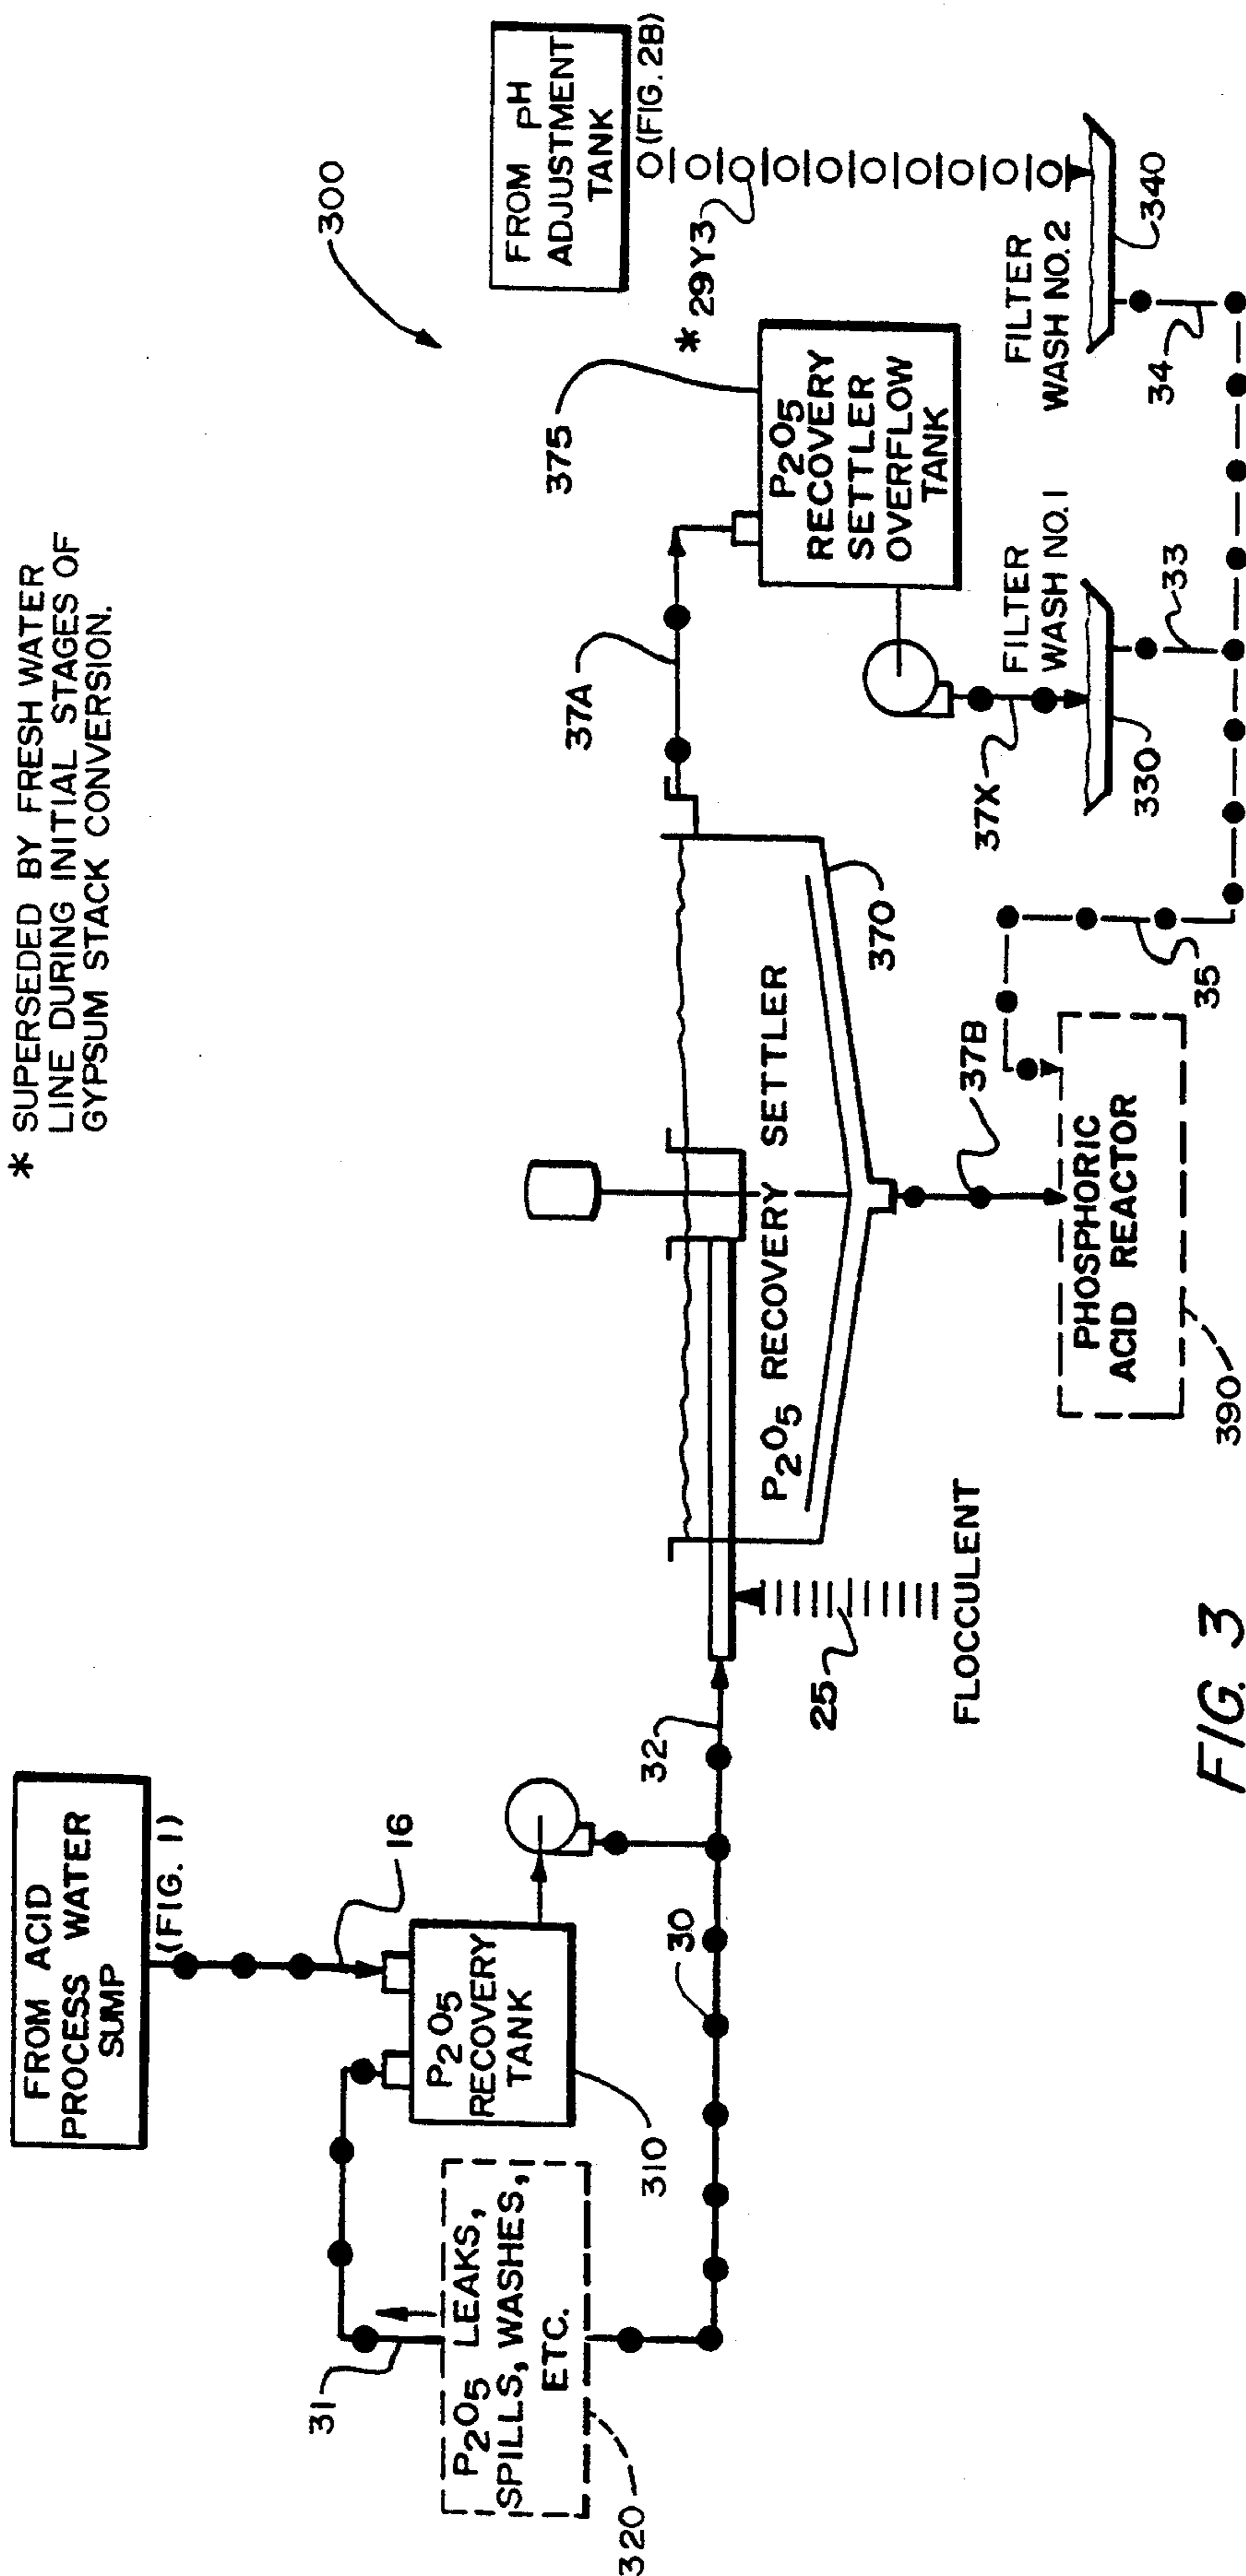 * SUPERSEDED BY FRESH WATER
LINE DURING INITIAL STAGES OF
GYPSUM STACK CONVERSION.
300
FROM ACID
PROCESS WATER
SUMP
(FIG. 1)
16
31
P2O5 LEAKS,
SPILLS, WASHES,
ETC.
320
P2O5
RECOVERY
TANK
310
30
32
25
FLOCCULENT
P2O5 RECOVERY SETTLER
370
37A
37B
PHOSPHORIC
ACID REACTOR
390
35
375
P2O5
RECOVERY
SETTLER
OVERFLOW
TANK
37X
FILTER
WASH NO. 1
330
33
FROM pH
ADJUSTMENT
TANK
(FIG. 2B)
* 29Y3
FILTER
WASH NO. 2
340
34
FIG. 3